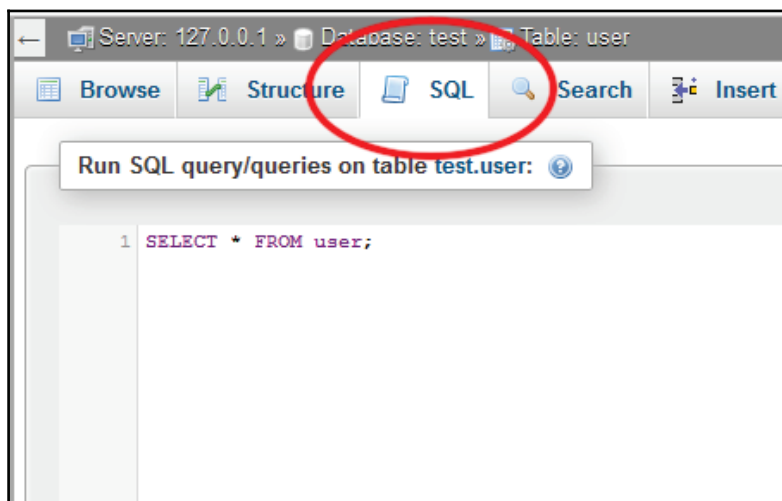 ← Server: 127.0.0.1 » Database: test » Table: user
Browse Structure SQL Search Insert
Run SQL query/queries on table test.user:
1 SELECT * FROM user;